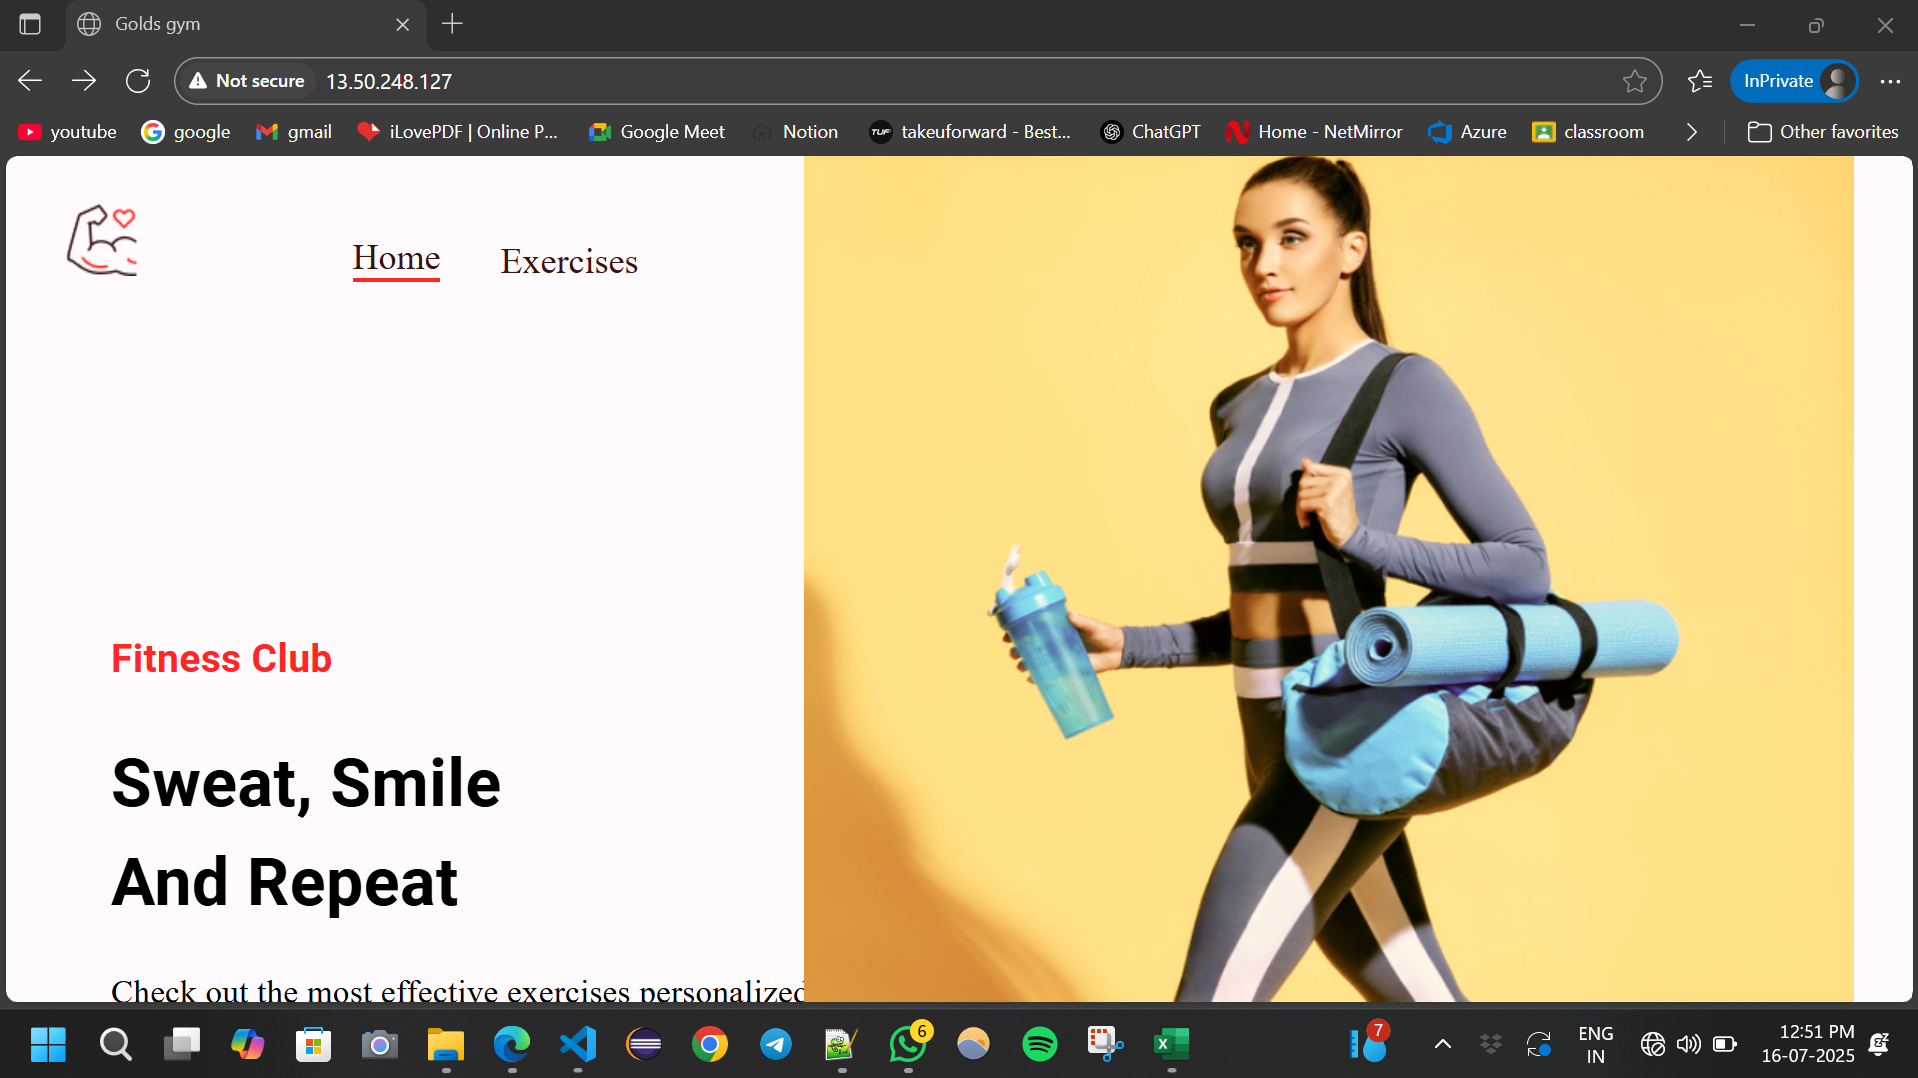 Golds gym
Not secure 13.50.248.127
InPrivate
youtube google gmail iLovePDF | Online P... Google Meet Notion TUF takeuforward - Best... ChatGPT Home - NetMirror Azure classroom Other favorites
Home Exercises
Fitness Club
Sweat, Smile
And Repeat
Check out the most effective exercises personalized
6
7
ENG
IN
12:51 PM
16-07-2025